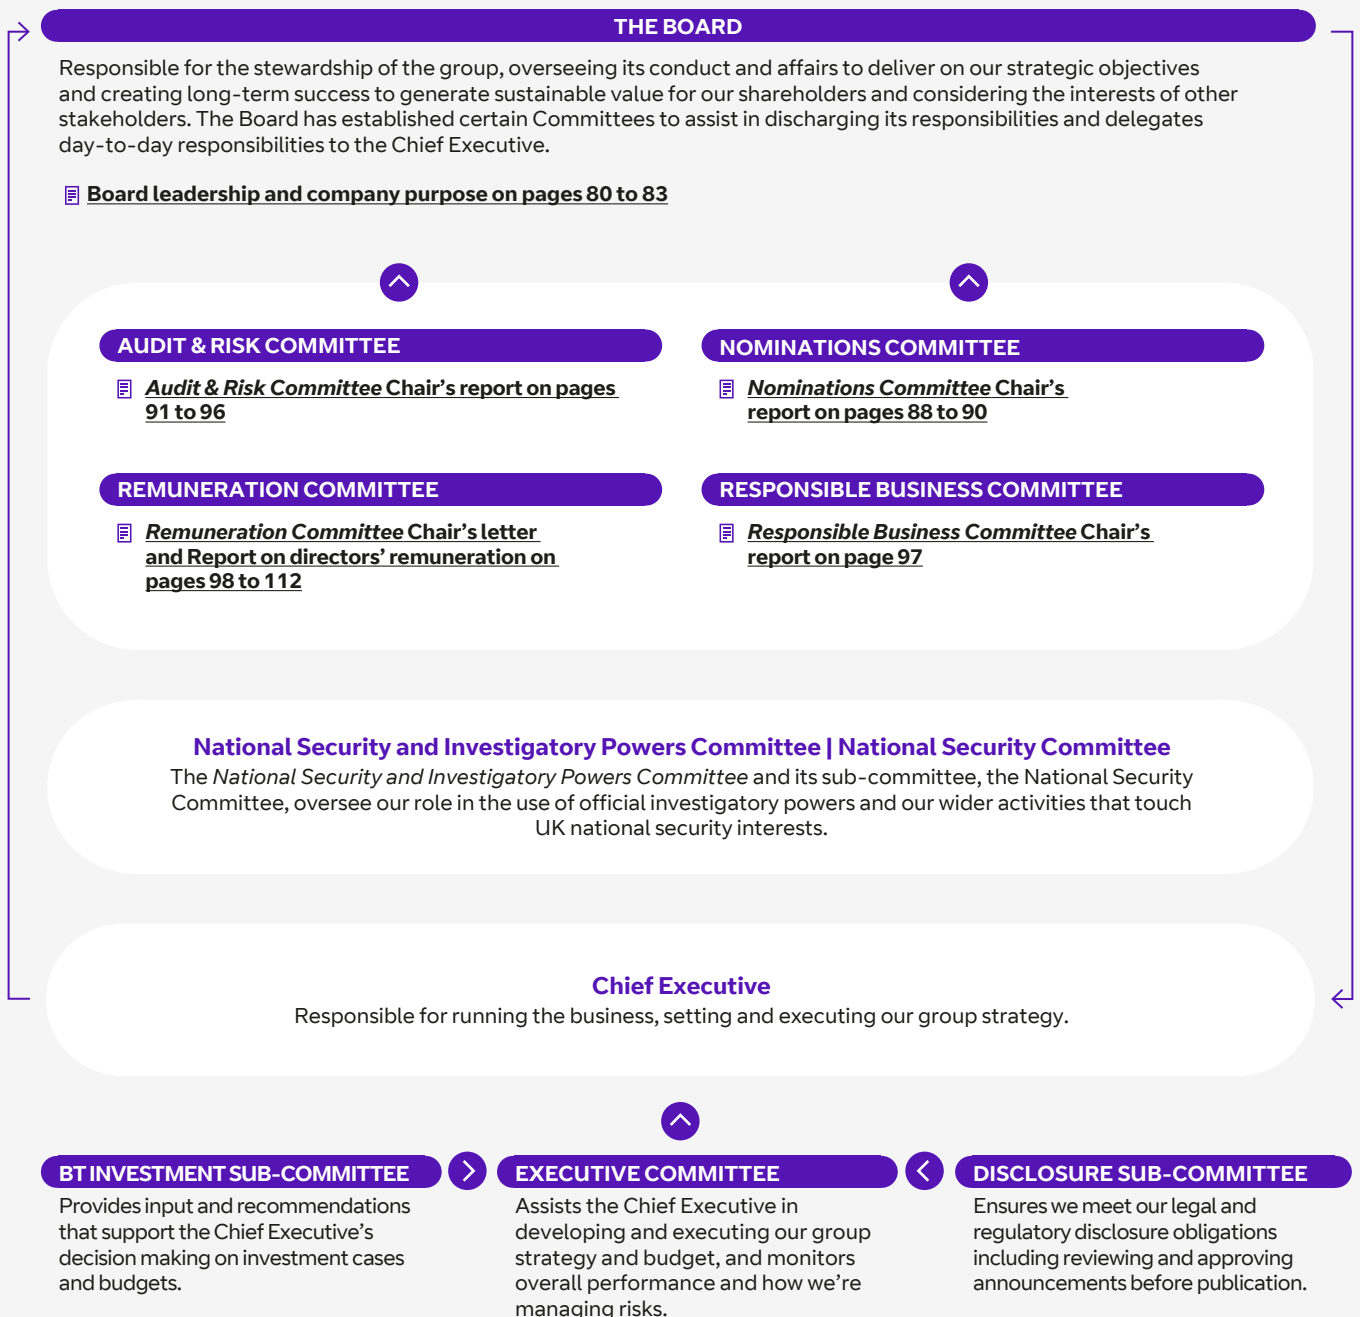 THE BOARD
Responsible for the stewardship of the group, overseeing its conduct and affairs to deliver on our strategic objectives
and creating long-term success to generate sustainable value for our shareholders and considering the interests of other
stakeholders. The Board has established certain Committees to assist in discharging its responsibilities and delegates
day-to-day responsibilities to the Chief Executive.
Board leadership and company purpose on pages 80 to 83
AUDIT & RISK COMMITTEE
Audit & Risk Committee Chair’s report on pages
91 to 96
NOMINATIONS COMMITTEE
Nominations Committee Chair’s
report on pages 88 to 90
REMUNERATION COMMITTEE
Remuneration Committee Chair’s letter
and Report on directors’ remuneration on
pages 98 to 112
RESPONSIBLE BUSINESS COMMITTEE
Responsible Business Committee Chair’s
report on page 97
National Security and Investigatory Powers Committee | National Security Committee
The National Security and Investigatory Powers Committee and its sub-committee, the National Security
Committee, oversee our role in the use of official investigatory powers and our wider activities that touch
UK national security interests.
Chief Executive
Responsible for running the business, setting and executing our group strategy.
BT INVESTMENT SUB-COMMITTEE
Provides input and recommendations
that support the Chief Executive’s
decision making on investment cases
and budgets.
EXECUTIVE COMMITTEE
Assists the Chief Executive in
developing and executing our group
strategy and budget, and monitors
overall performance and how we’re
managing risks.
DISCLOSURE SUB-COMMITTEE
Ensures we meet our legal and
regulatory disclosure obligations
including reviewing and approving
announcements before publication.